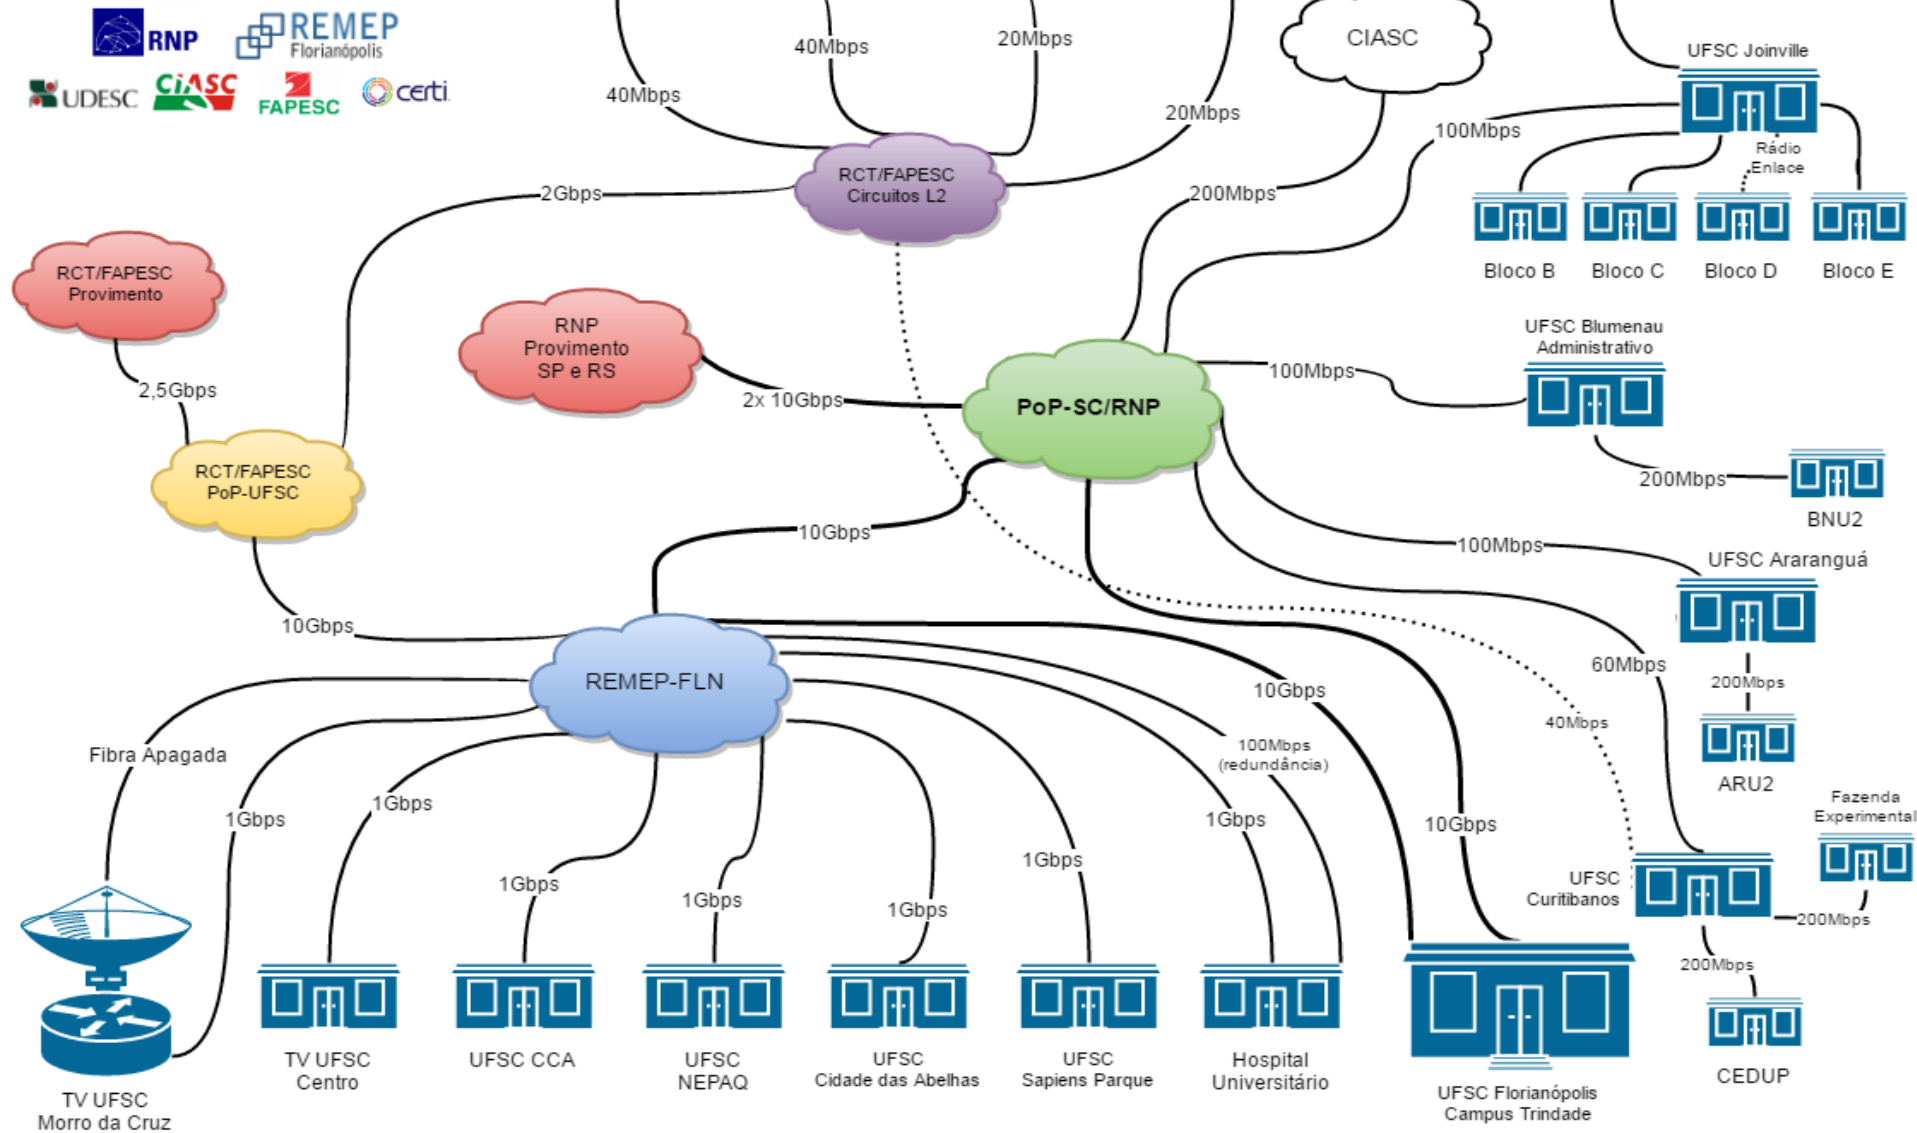 RNP
REMEP
Florianópolis
UDESC
CiASC
FAPESC
certi
40Mbps
40Mbps
20Mbps
20Mbps
CIASC
UFSC Joinville
100Mbps
Rádio
Enlace
Bloco B
Bloco C
Bloco D
Bloco E
RCT/FAPESC
Circuitos L2
2Gbps
200Mbps
RCT/FAPESC
Provimento
2,5Gbps
RNP
Provimento
SP e RS
2x 10Gbps
PoP-SC/RNP
100Mbps
UFSC Blumenau
Administrativo
200Mbps
BNU2
RCT/FAPESC
PoP-UFSC
10Gbps
10Gbps
100Mbps
UFSC Araranguá
200Mbps
ARU2
60Mbps
40Mbps
REMEP-FLN
10Gbps
10Gbps
100Mbps
(redundância)
Fibra Apagada
1Gbps
1Gbps
1Gbps
1Gbps
1Gbps
1Gbps
1Gbps
Fazenda
Experimental
UFSC
Curitibanos
200Mbps
200Mbps
CEDUP
TV UFSC
Morro da Cruz
TV UFSC
Centro
UFSC CCA
UFSC
NEPAQ
UFSC
Cidade das Abelhas
UFSC
Sapiens Parque
Hospital
Universitário
UFSC Florianópolis
Campus Trindade